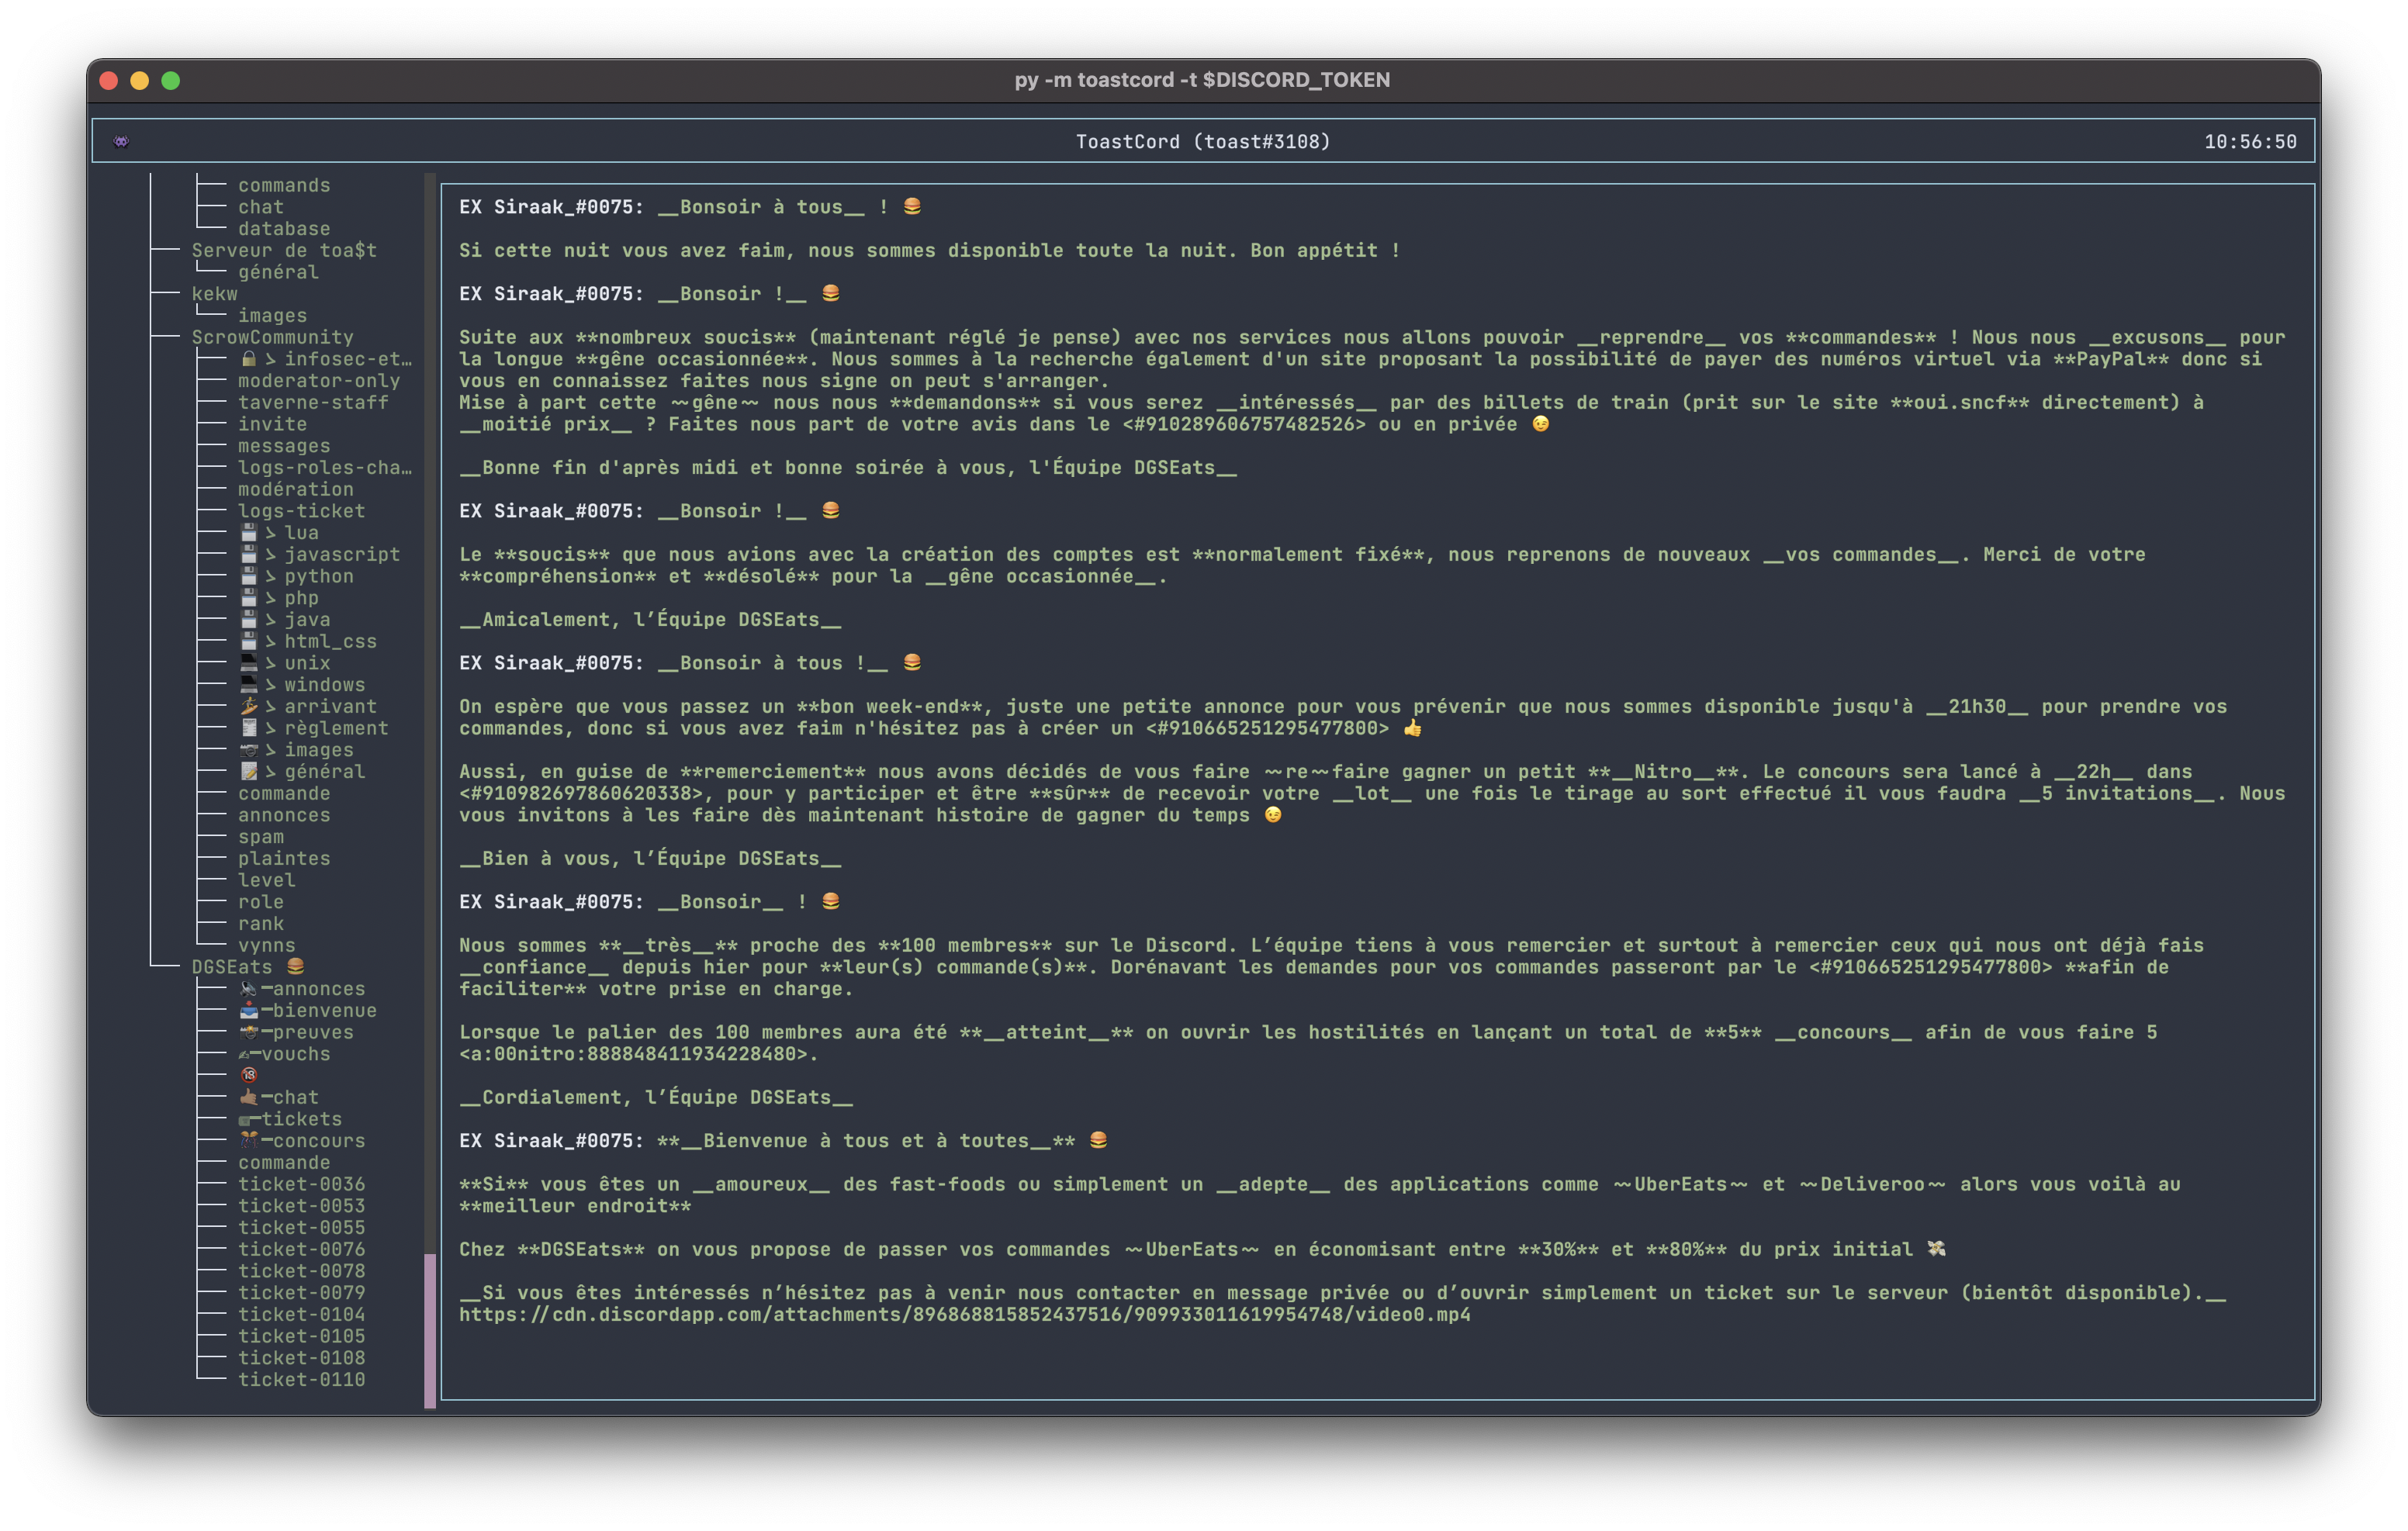 py -m toastcord -t $DISCORD_TOKEN
ToastCord (toast#3108)
10:56:50
commands
chat
database
Serveur de toa$t
général
kekw
images
ScrowCommunity
🔒 ⦒ infosec-et…
moderator-only
taverne-staff
invite
messages
logs-roles-cha…
modération
logs-ticket
💾 ⦒ lua
💾 ⦒ javascript
💾 ⦒ python
💾 ⦒ php
💾 ⦒ java
💾 ⦒ html_css
💻 ⦒ unix
💻 ⦒ windows
🏄 ⦒ arrivant
🧾 ⦒ règlement
📷 ⦒ images
📝 ⦒ général
commande
annonces
spam
plaintes
level
role
rank
vynns
DGSEats 🍔
━annonces
📥━bienvenue
📸━preuves
✍━vouchs
🔞
🤙━chat
━tickets
━concours
commande
ticket-0036
ticket-0053
ticket-0055
ticket-0076
ticket-0078
ticket-0079
ticket-0104
ticket-0105
ticket-0108
ticket-0110
EX Siraak_#0075: __Bonsoir à tous__ ! 🍔
Si cette nuit vous avez faim, nous sommes disponible toute la nuit. Bon appétit !
EX Siraak_#0075: __Bonsoir !__ 🍔
Suite aux **nombreux soucis** (maintenant réglé je pense) avec nos services nous allons pouvoir __reprendre__ vos **commandes** ! Nous nous __excusons__ pour
la longue **gêne occasionnée**. Nous sommes à la recherche également d'un site proposant la possibilité de payer des numéros virtuel via **PayPal** donc si
vous en connaissez faites nous signe on peut s'arranger.
Mise à part cette ~~gêne~~ nous nous **demandons** si vous serez __intéressés__ par des billets de train (prit sur le site **oui.sncf** directement) à
__moitié prix__ ? Faites nous part de votre avis dans le <#910289606757482526> ou en privée 😉
__Bonne fin d'après midi et bonne soirée à vous, l'Équipe DGSEats__
EX Siraak_#0075: __Bonsoir !__ 🍔
Le **soucis** que nous avions avec la création des comptes est **normalement fixé**, nous reprenons de nouveaux __vos commandes__. Merci de votre
**compréhension** et **désolé** pour la __gêne occasionnée__.
__Amicalement, l’Équipe DGSEats__
EX Siraak_#0075: __Bonsoir à tous !__ 🍔
On espère que vous passez un **bon week-end**, juste une petite annonce pour vous prévenir que nous sommes disponible jusqu'à __21h30__ pour prendre vos
commandes, donc si vous avez faim n'hésitez pas à créer un <#910665251295477800> 👍
Aussi, en guise de **remerciement** nous avons décidés de vous faire ~~re~~faire gagner un petit **__Nitro__**. Le concours sera lancé à __22h__ dans
<#910982697860620338>, pour y participer et être **sûr** de recevoir votre __lot__ une fois le tirage au sort effectué il vous faudra __5 invitations__. Nous
vous invitons à les faire dès maintenant histoire de gagner du temps 😉
__Bien à vous, l’Équipe DGSEats__
EX Siraak_#0075: __Bonsoir__ ! 🍔
Nous sommes **__très__** proche des **100 membres** sur le Discord. L’équipe tiens à vous remercier et surtout à remercier ceux qui nous ont déjà fais
__confiance__ depuis hier pour **leur(s) commande(s)**. Dorénavant les demandes pour vos commandes passeront par le <#910665251295477800> **afin de
faciliter** votre prise en charge.
Lorsque le palier des 100 membres aura été **__atteint__** on ouvrir les hostilités en lançant un total de **5** __concours__ afin de vous faire 5
<a:00nitro:888848411934228480>.
__Cordialement, l’Équipe DGSEats__
EX Siraak_#0075: **__Bienvenue à tous et à toutes__** 🍔
**Si** vous êtes un __amoureux__ des fast-foods ou simplement un __adepte__ des applications comme ~~UberEats~~ et ~~Deliveroo~~ alors vous voilà au
**meilleur endroit**
Chez **DGSEats** on vous propose de passer vos commandes ~~UberEats~~ en économisant entre **30%** et **80%** du prix initial 💸
__Si vous êtes intéressés n’hésitez pas à venir nous contacter en message privée ou d’ouvrir simplement un ticket sur le serveur (bientôt disponible).__
https://cdn.discordapp.com/attachments/896868815852437516/909933011619954748/video0.mp4